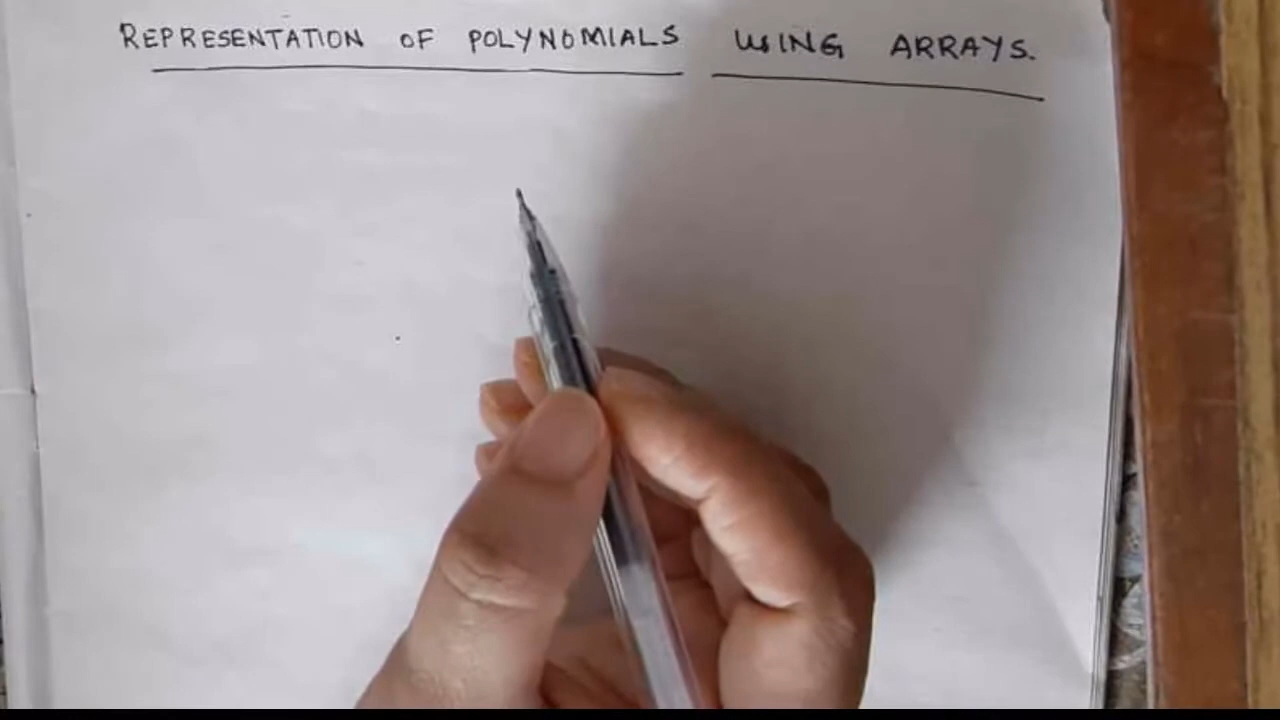 REPRESENTATION OF POLYNOMIALS USING ARRAYS.